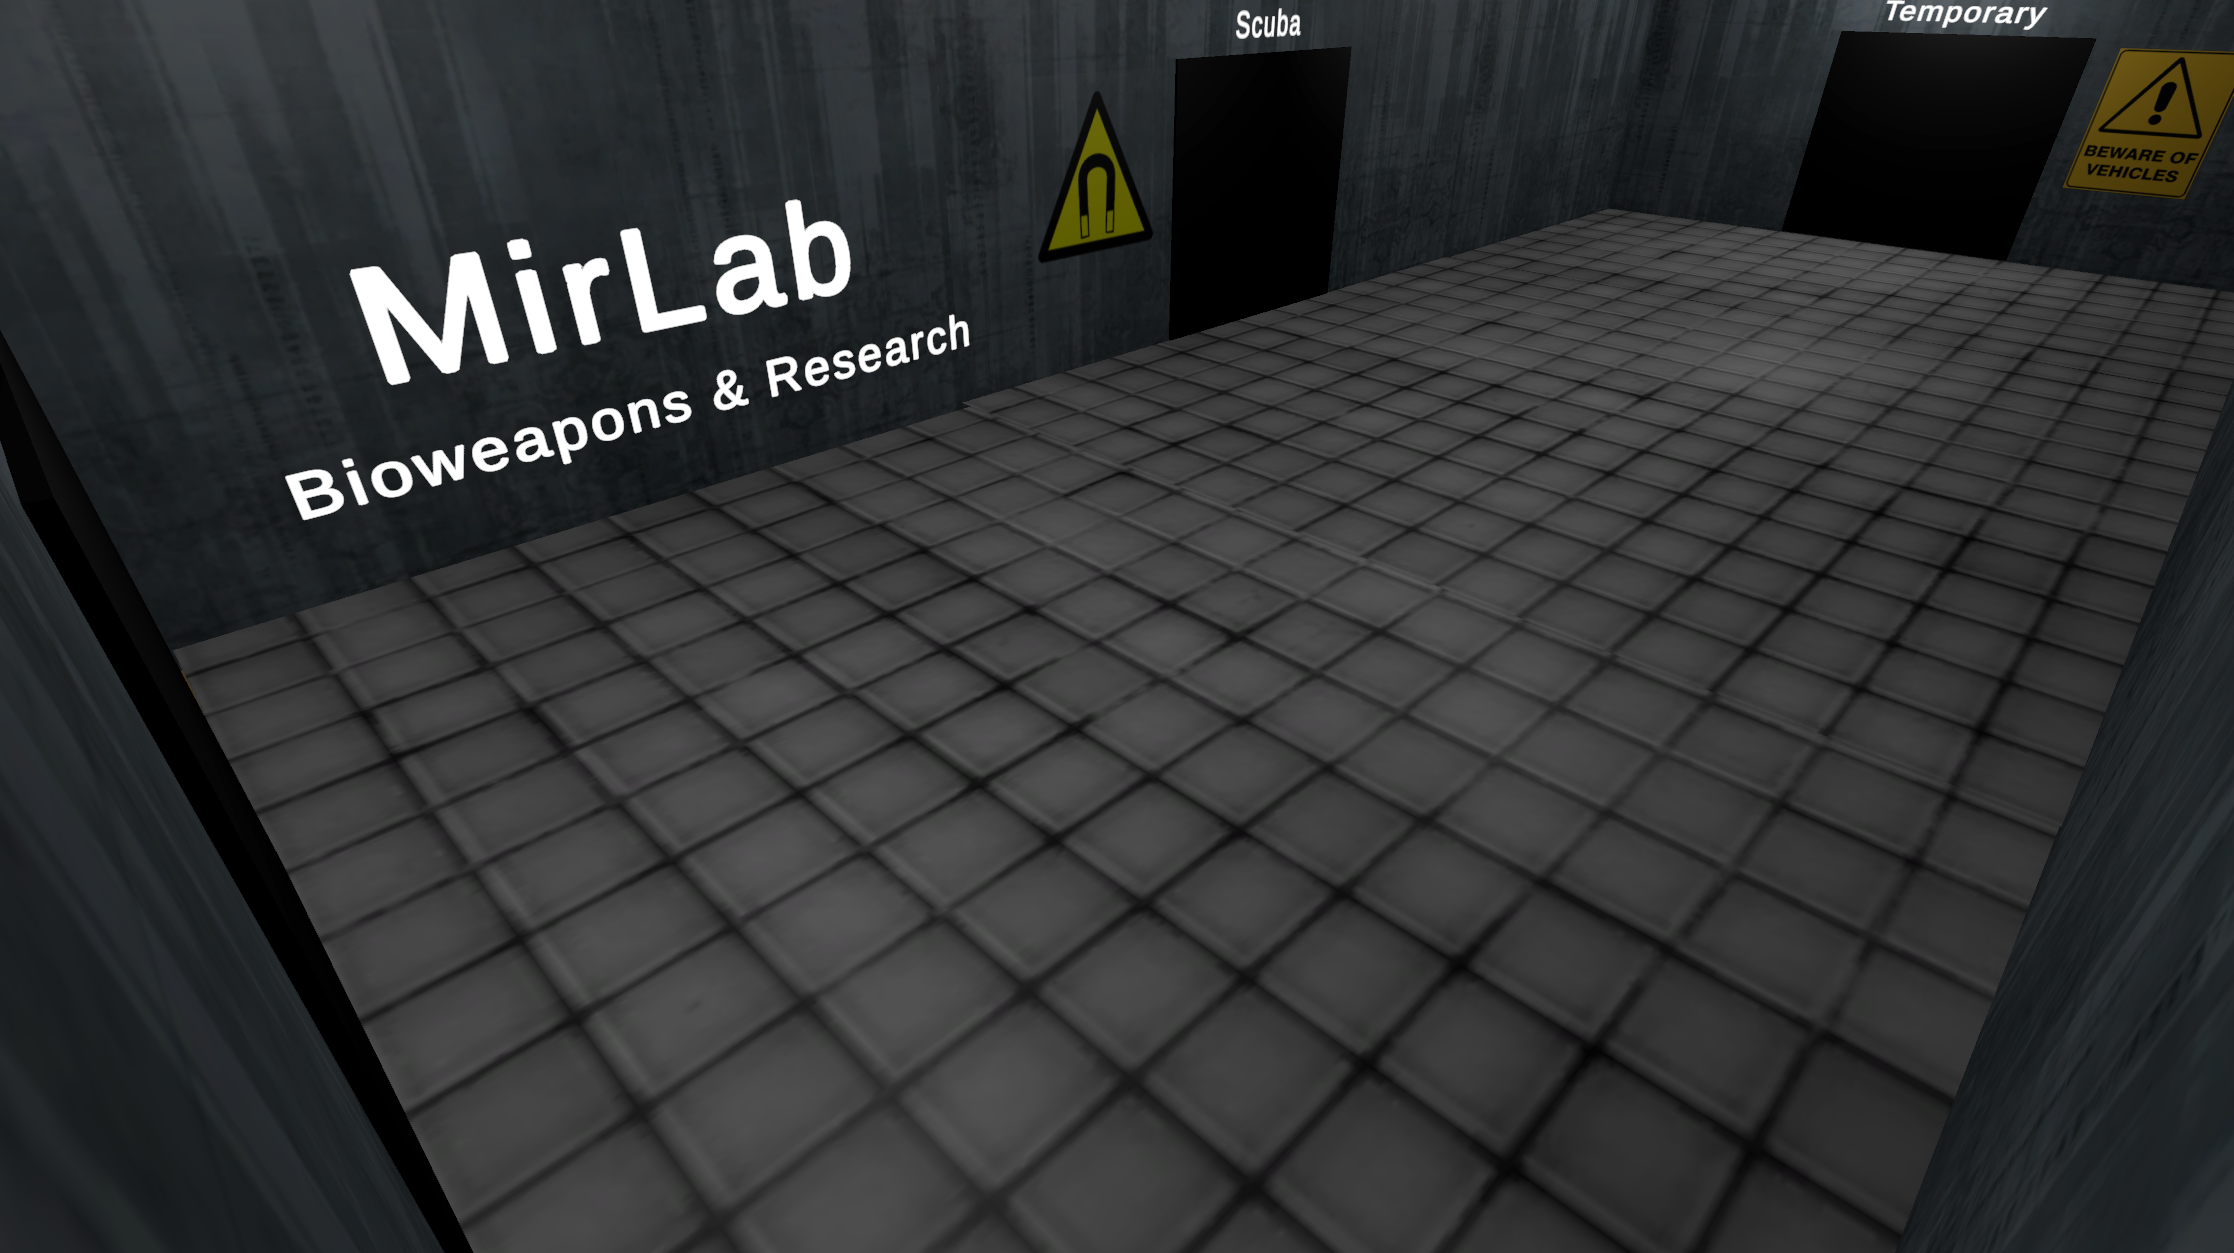 Scuba
Temporary
BEWARE OF
VEHICLES
MirLab
Bioweapons & Research